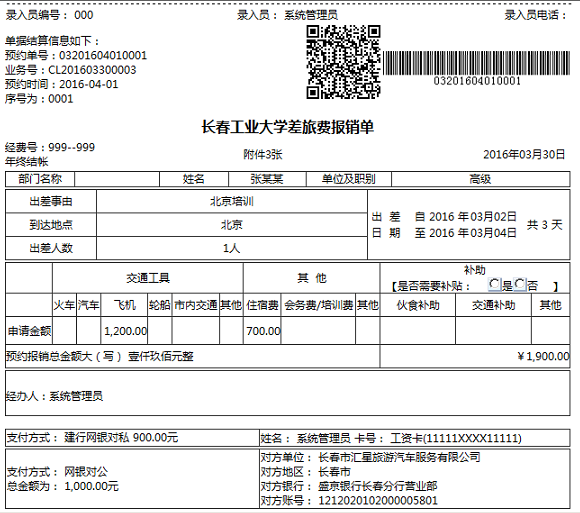 录入员编号： 000 录入员： 系统管理员 录入员电话：
单据结算信息如下：
预约单号：03201604010001
业务号：CL201603300003
预约时间：2016-04-01
序号为：0001
03201604010001
长春工业大学差旅费报销单
经费号：999--999
年终结帐
附件3张
2016年03月30日
部门名称 姓名 张某某 单位及职别 高级
出差事由 北京培训
到达地点 北京
出差人数 1人
出 差 自 2016 年 03月02日
日 期 至 2016 年 03月04日
共 3 天
交通工具 其 他 补助
【是否需要补贴： 是 否 】
火车 汽车 飞机 轮船 市内交通 其他 住宿费 会务费/培训费 其他 伙食补助 交通补助 其他
申请金额 1,200.00 700.00
预约报销总金额大（写） 壹仟玖佰元整 ￥1,900.00
经办人：系统管理员
支付方式： 建行网银对私 900.00元 姓名： 系统管理员 卡号： 工资卡(11111XXXX11111)
支付方式： 网银对公
总金额为： 1,000.00元
对方单位： 长春市汇星旅游汽车服务有限公司
对方地区： 长春市
对方银行： 盛京银行长春分行营业部
对方账号： 1212020102000005801